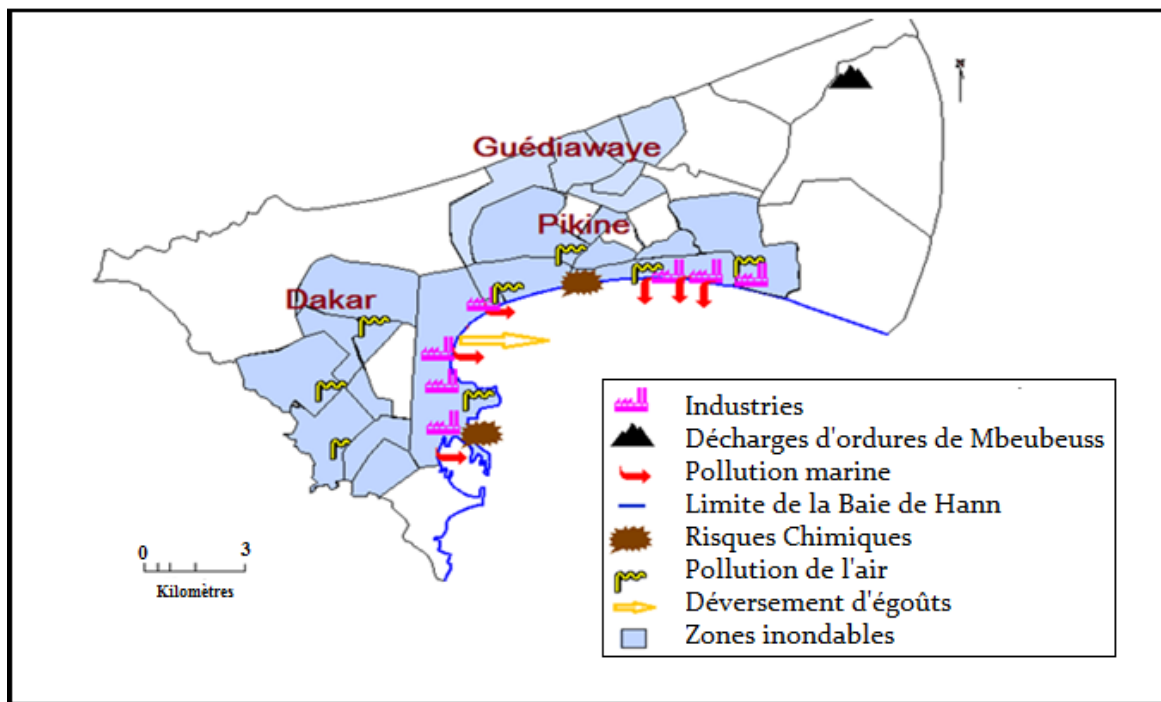 N
Guédiawaye
Pikine
Dakar
0 3
Kilomètres
Industries
Décharges d'ordures de Mbeubeuss
Pollution marine
Limite de la Baie de Hann
Risques Chimiques
Pollution de l'air
Déversement d'égoûts
Zones inondables